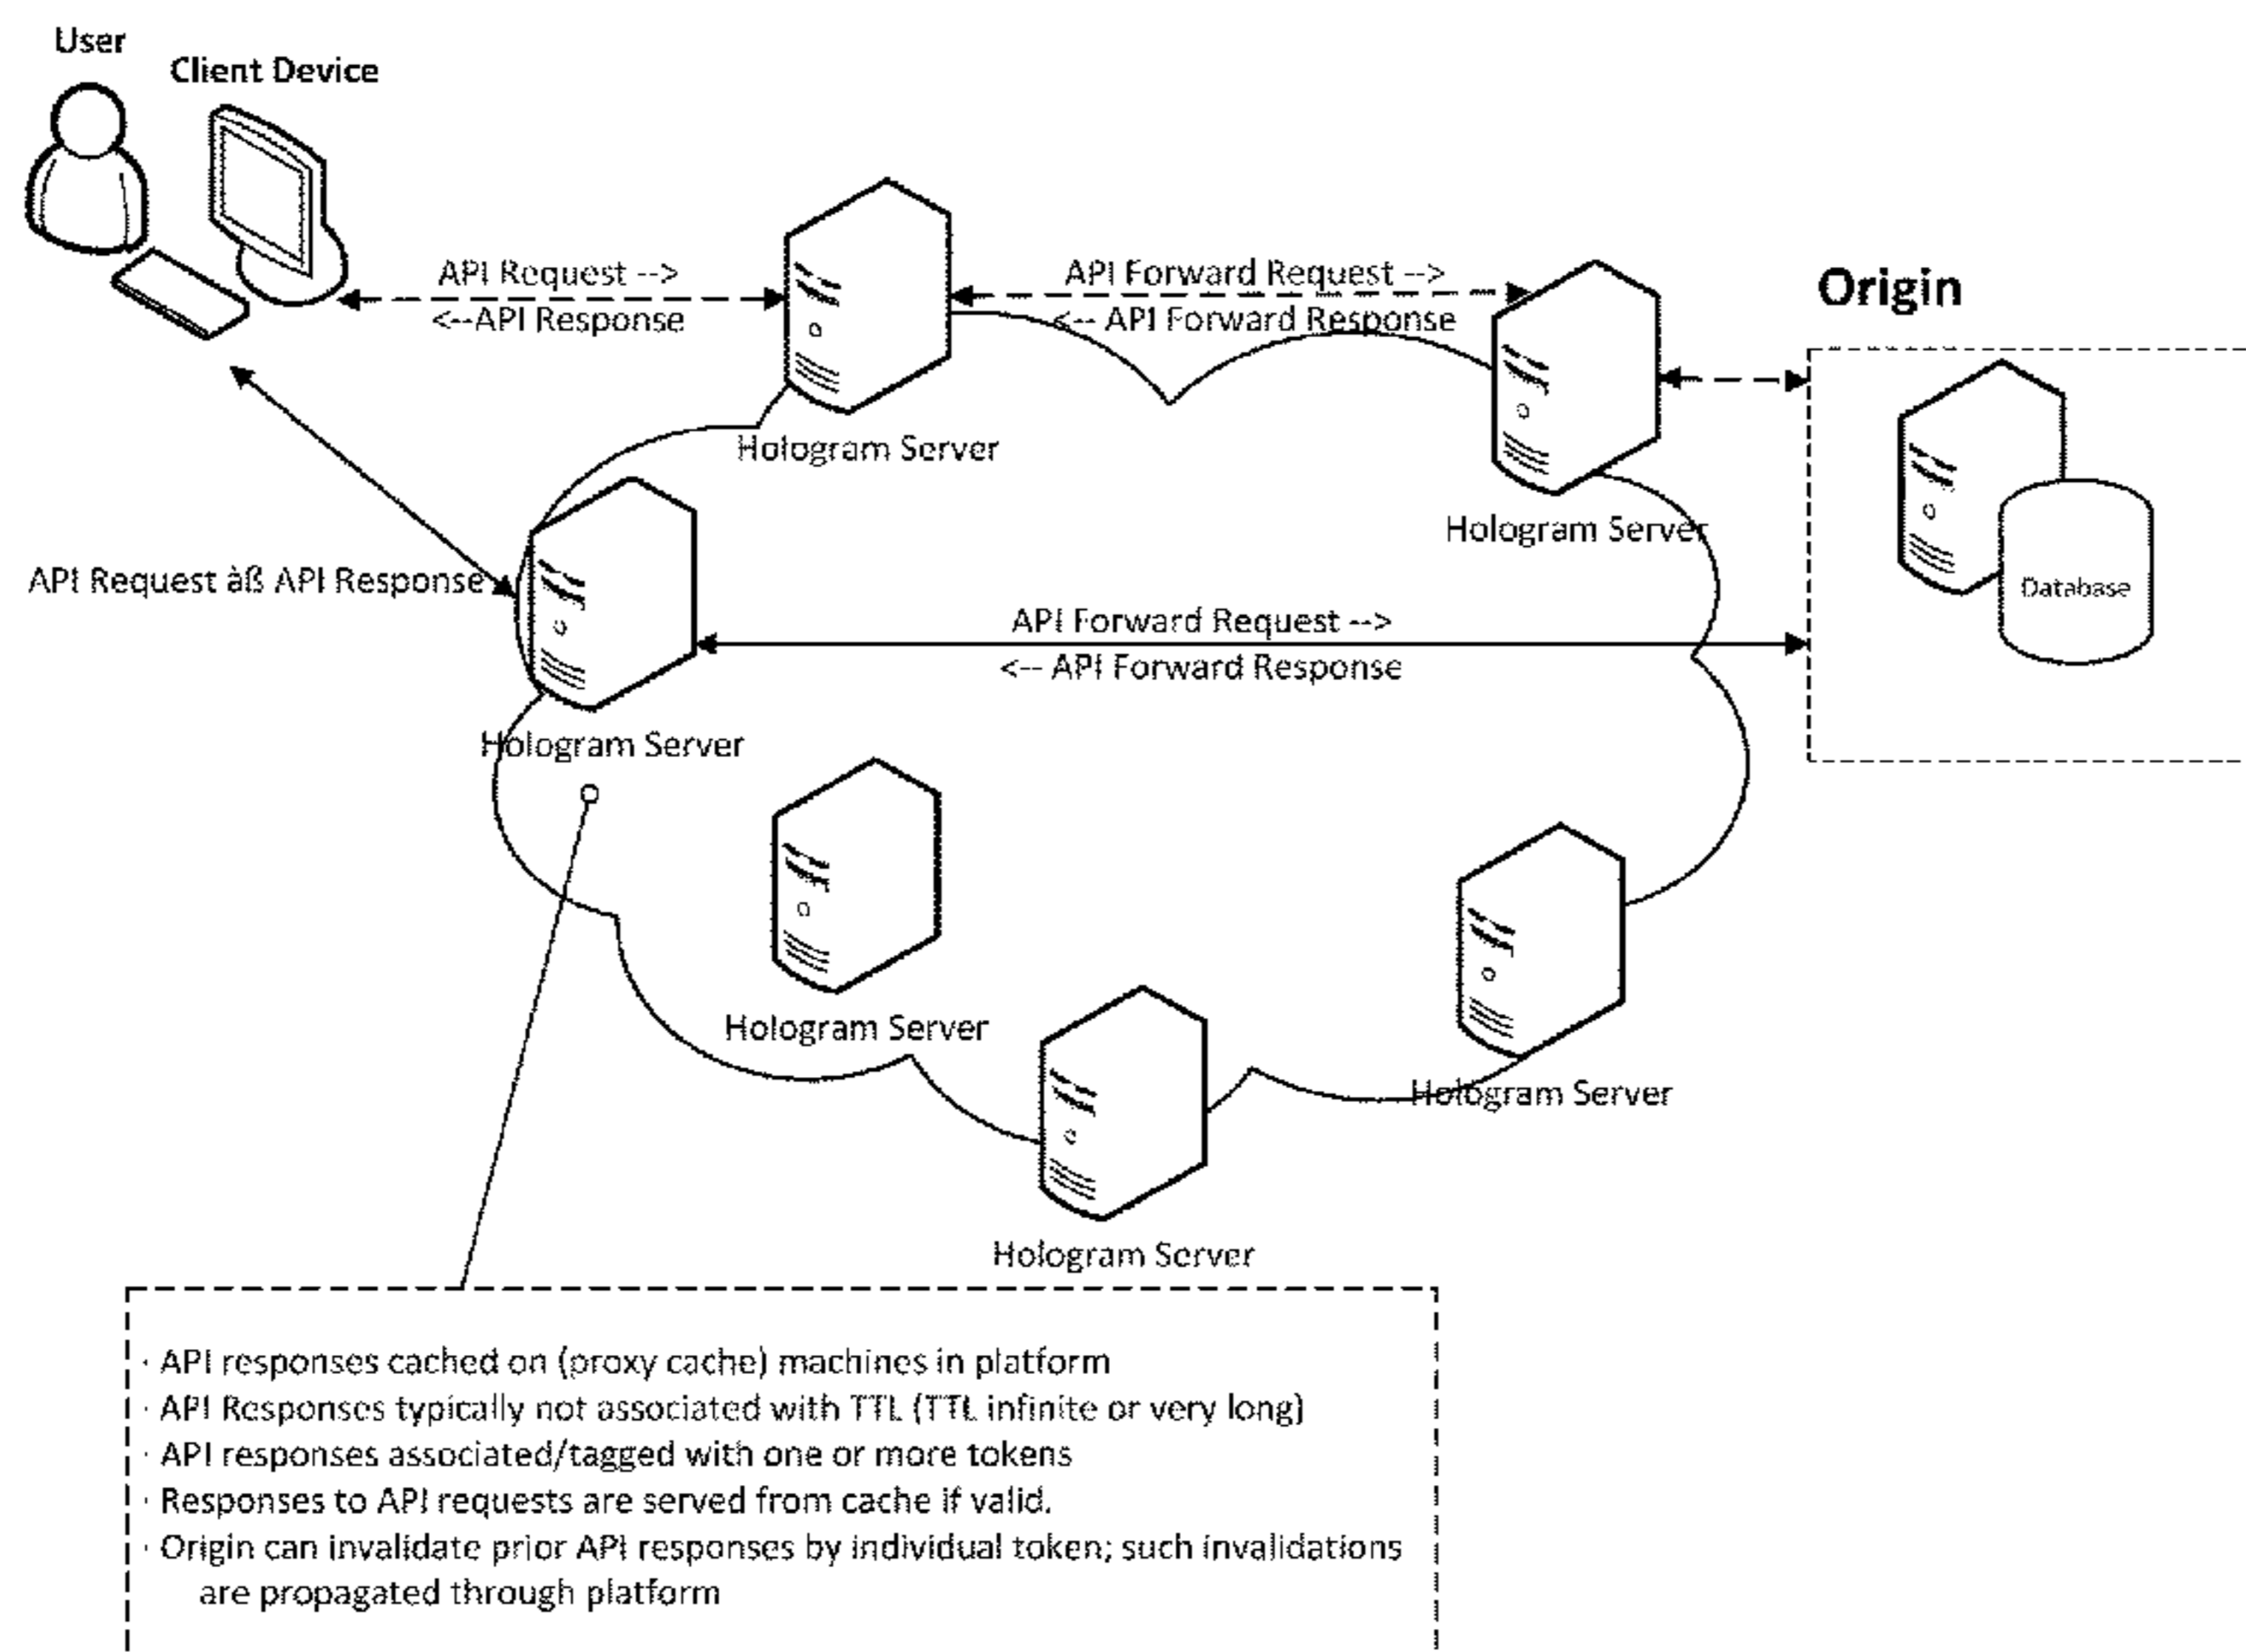 User
Client Device
API Request -->
<--API Response
API Forward Request -->
<-- API Forward Response
Origin
Hologram Server
Hologram Server
Database
API Request àß API Response
API Forward Request -->
<-- API Forward Response
Hologram Server
Hologram Server
Hologram Server
Hologram Server
· API responses cached on (proxy cache) machines in platform
· API Responses typically not associated with TTL (TTL infinite or very long)
· API responses associated/tagged with one or more tokens
· Responses to API requests are served from cache if valid.
· Origin can invalidate prior API responses by individual token; such invalidations
are propagated through platform